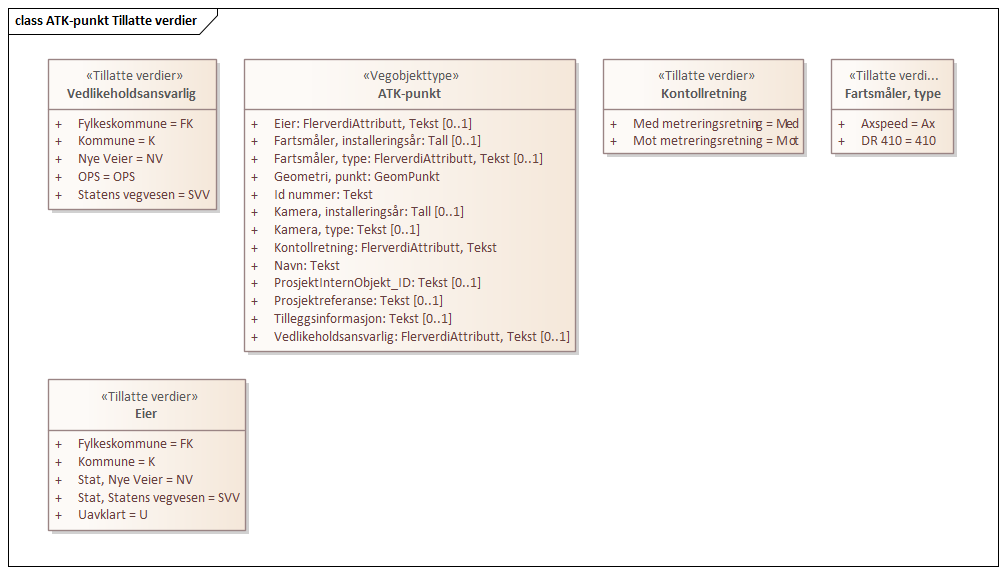 class ATK-punkt Tillatte verdier
«Tillatte verdier»
Vedlikeholdsansvarlig
+ Fylkeskommune = FK
+ Kommune = K
+ Nye Veier = NV
+ OPS = OPS
+ Statens vegvesen = SVV
«Vegobjekttype»
ATK-punkt
+ Eier: FlerverdiAttributt, Tekst [0..1]
+ Fartsmåler, installeringsår: Tall [0..1]
+ Fartsmåler, type: FlerverdiAttributt, Tekst [0..1]
+ Geometri, punkt: GeomPunkt
+ Id nummer: Tekst
+ Kamera, installeringsår: Tall [0..1]
+ Kamera, type: Tekst [0..1]
+ Kontollretning: FlerverdiAttributt, Tekst
+ Navn: Tekst
+ ProsjektInternObjekt_ID: Tekst [0..1]
+ Prosjektreferanse: Tekst [0..1]
+ Tilleggsinformasjon: Tekst [0..1]
+ Vedlikeholdsansvarlig: FlerverdiAttributt, Tekst [0..1]
«Tillatte verdier»
Kontollretning
+ Med metreringsretning = Med
+ Mot metreringsretning = Mot
«Tillatte verdi...
Fartsmåler, type
+ Axspeed = Ax
+ DR 410 = 410
«Tillatte verdier»
Eier
+ Fylkeskommune = FK
+ Kommune = K
+ Stat, Nye Veier = NV
+ Stat, Statens vegvesen = SVV
+ Uavklart = U